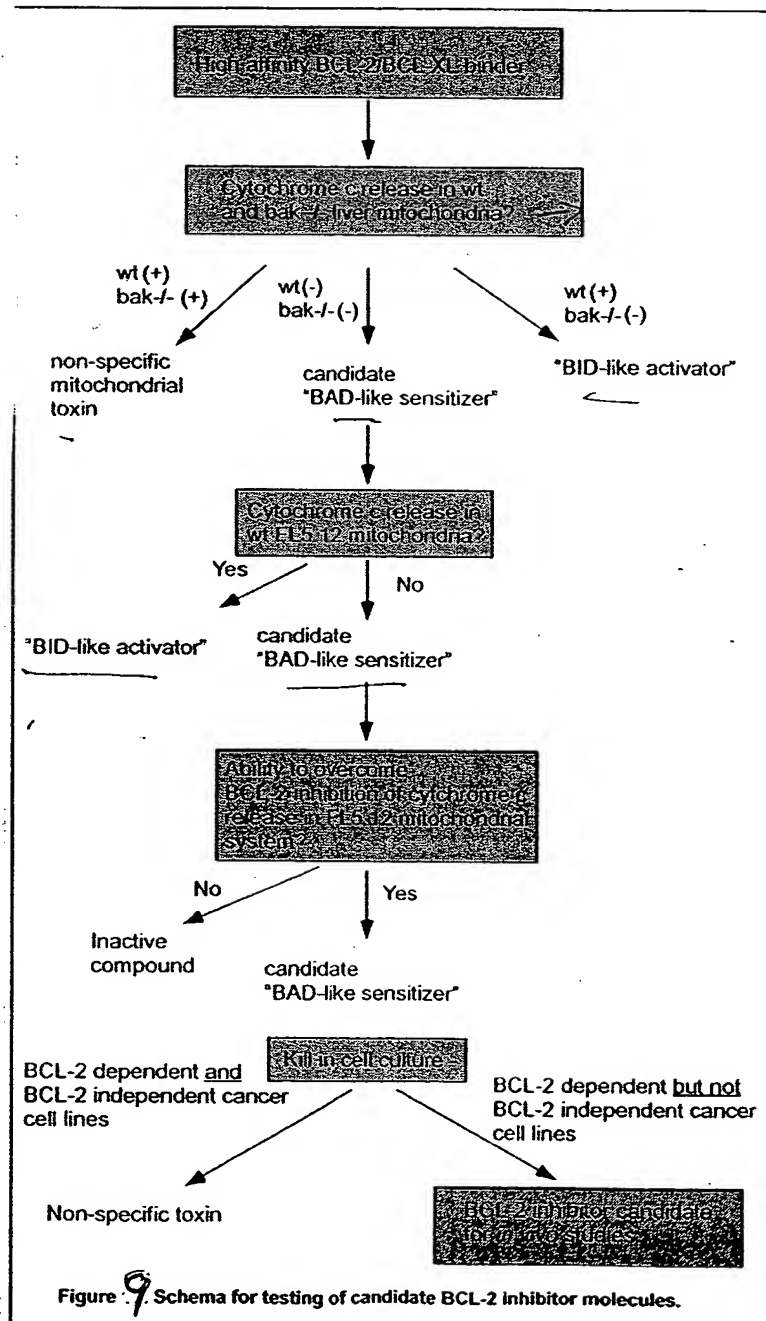 High affinity BCL-2/BCL-XL binder
Cytochrome c release in wt
and bak-/- liver mitochondria?
wt (+)
bak-/- (+)
wt(-)
bak-/- (-)
wt(+)
bak-/- (-)
non-specific
mitochondrial
toxin
candidate
"BAD-like sensitizer"
"BID-like activator"
Cytochrome c release in
wt FL5.12 mitochondria?
Yes
No
"BID-like activator"
candidate
"BAD-like sensitizer"
Ability to overcome
BCL-2 inhibition of cytchrome c
release in FL5.12 mitochondrial
system?
No
Yes
Inactive
compound
candidate
"BAD-like sensitizer"
Kill in cell culture
BCL-2 dependent and
BCL-2 independent cancer
cell lines
BCL-2 dependent but not
BCL-2 independent cancer
cell lines
Non-specific toxin
BCL-2 inhibitor candidate
for in vivo studies
Figure 9. Schema for testing of candidate BCL-2 inhibitor molecules.